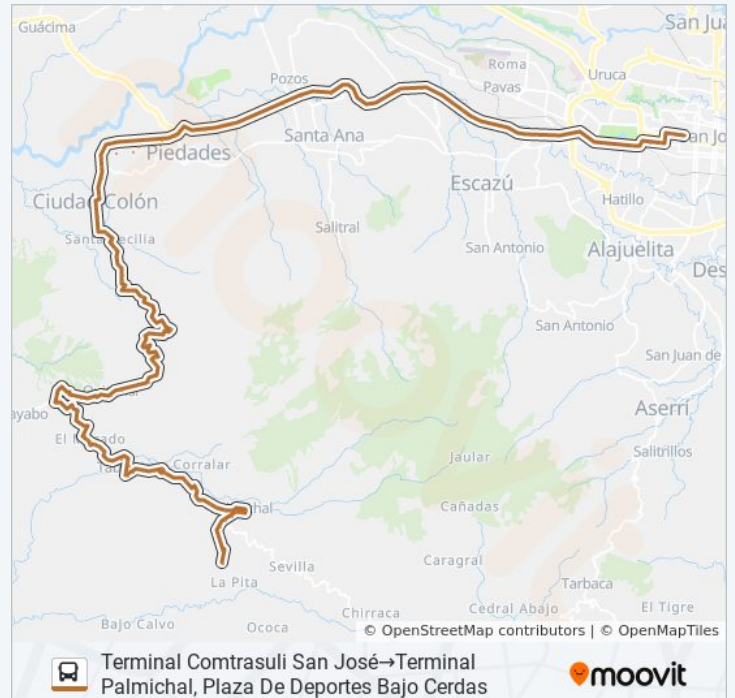 Guácima
San Jua
Roma
Pozos
Uruca
Pavas
Santa Ana
San Jo
Piedades
Escazú
Hatillo
Ciudad Colón
Salitral
San Antonio
Alajuelita
Des
San Antonio
San Juan de
Aserrí
ayabo
Salitrillos
Corralar
Jaular
Cañadas
Sevilla
Caragral
La Pita
Tarbaca
Chirraca
Cedral Abajo
El Tigre
Bajo Calvo
Ococa
© OpenStreetMap contributors | © OpenMapTiles
Terminal Comtrasuli San José→Terminal
Palmichal, Plaza De Deportes Bajo Cerdas
moovit